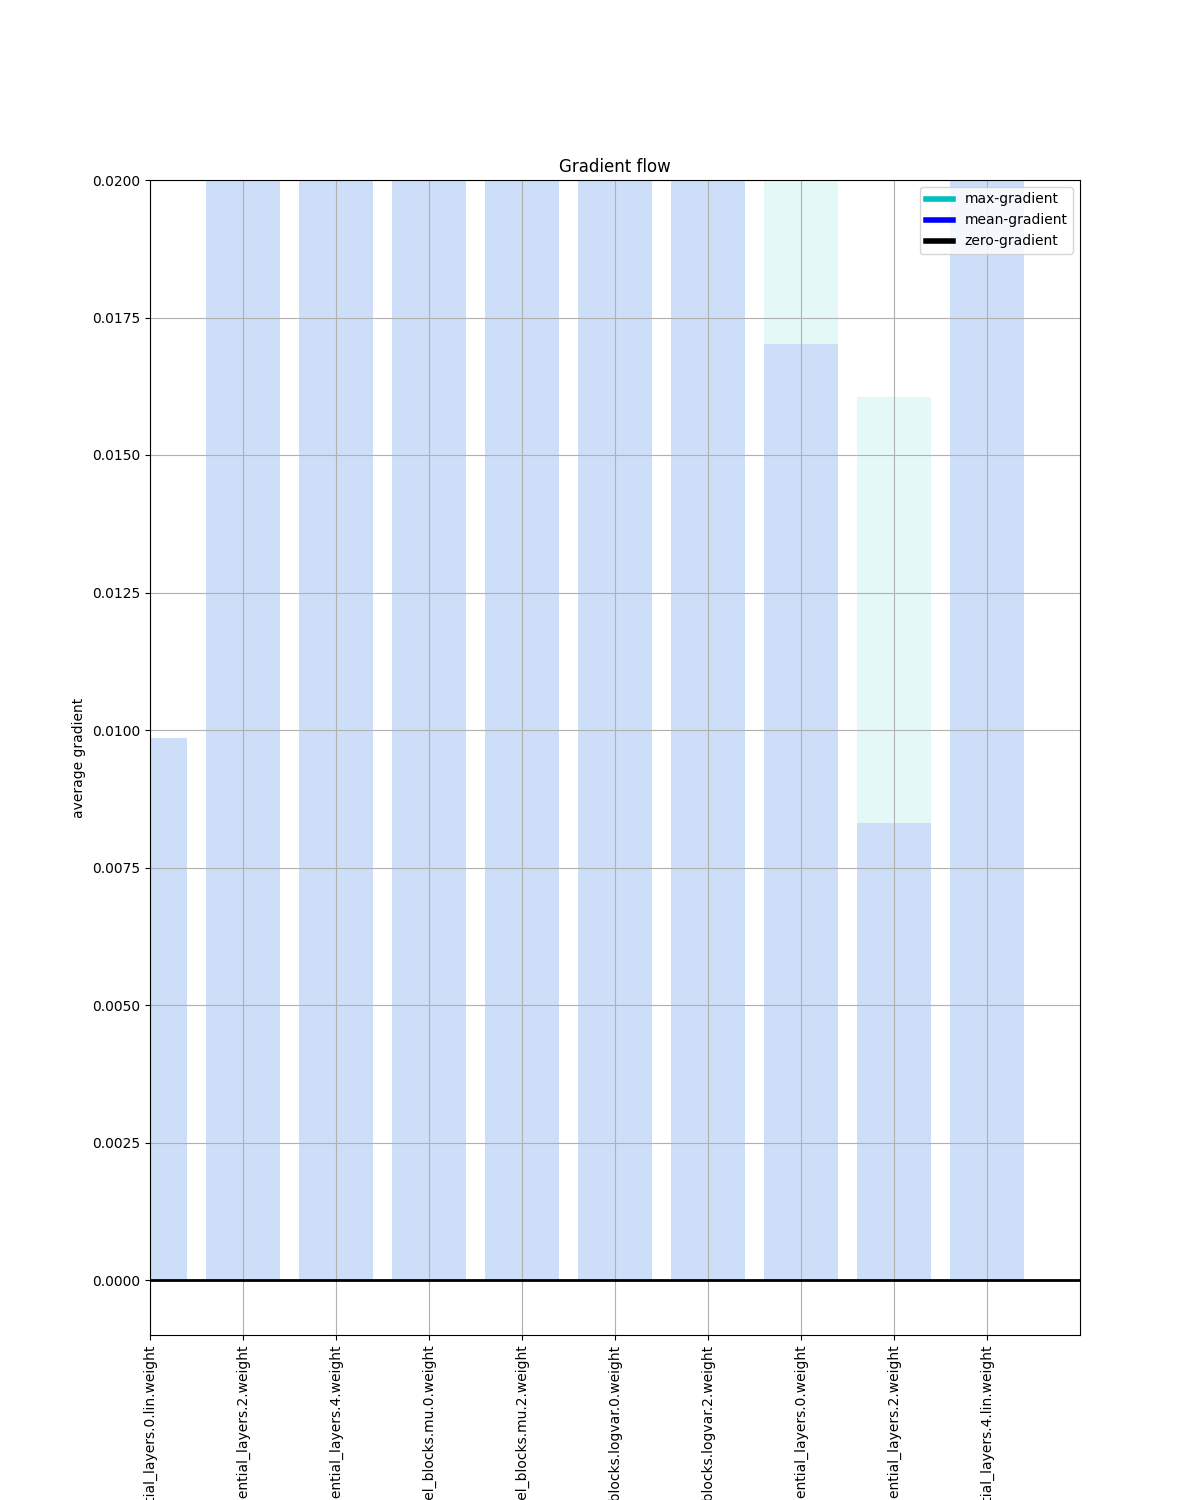 Gradient flow
max-gradient
mean-gradient
zero-gradient
0.0200
0.0175
0.0150
0.0125
0.0100
0.0075
0.0050
0.0025
0.0000
average gradient
tial_layers.0.lin.weight
ential_layers.2.weight
ential_layers.4.weight
el_blocks.mu.0.weight
el_blocks.mu.2.weight
blocks.logvar.0.weight
blocks.logvar.2.weight
ential_layers.0.weight
ential_layers.2.weight
tial_layers.4.lin.weight